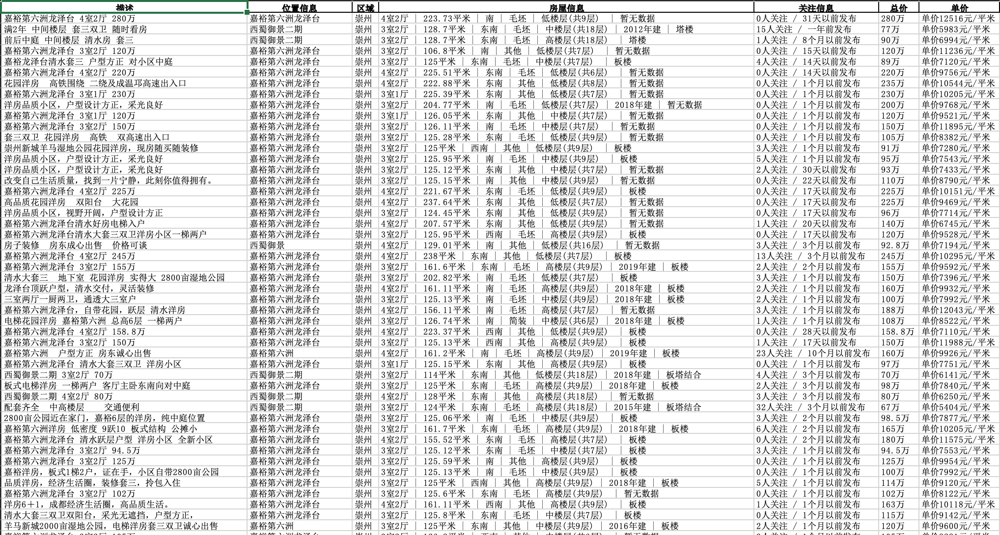 描述 位置信息 区域 房屋信息 关注信息 总价 单价
嘉裕第六洲龙泽台 4室2厅 280万 嘉裕第六洲龙泽台 崇州 4室2厅 | 223.73平米 | 南 | 毛坯 | 低楼层(共9层) | 暂无数据 0人关注 / 31天以前发布 280万 单价12516元/平米
满2年 中间楼层 套三双卫 随时看房 西蜀御景二期 崇州 3室2厅 | 128.7平米 | 东南 | 毛坯 | 中楼层(共18层) | 2012年建 | 塔楼 15人关注 / 一年前发布 77万 单价5983元/平米
前后中庭 中间楼层 清水房 套三 西蜀御景二期 崇州 3室2厅 | 128.7平米 | 东南 | 毛坯 | 高楼层(共18层) | 塔楼 1人关注 / 8个月以前发布 90万 单价6994元/平米
嘉裕第六洲龙泽台 3室2厅 120万 嘉裕第六洲龙泽台 崇州 3室2厅 | 106.8平米 | 南 | 其他 | 低楼层(共7层) | 暂无数据 0人关注 / 15天以前发布 120万 单价11236元/平米
嘉裕龙泽台清水套三 户型方正 对小区中庭 嘉裕第六洲龙泽台 崇州 3室2厅 | 125平米 | 东南 | 毛坯 | 中楼层(共7层) | 板楼 4人关注 / 14天以前发布 89万 单价7120元/平米
嘉裕第六洲龙泽台 4室2厅 220万 嘉裕第六洲龙泽台 崇州 4室2厅 | 225.51平米 | 东南 | 毛坯 | 低楼层(共6层) | 暂无数据 0人关注 / 14天以前发布 220万 单价9756元/平米
花园洋房 高铁围绕 二绕及成温邛高速出入口 嘉裕第六洲龙泽台 崇州 4室2厅 | 222.88平米 | 东南 | 其他 | 低楼层(共8层) | 暂无数据 0人关注 / 1个月以前发布 235万 单价10544元/平米
嘉裕第六洲龙泽台 3室1厅 230万 嘉裕第六洲龙泽台 崇州 3室1厅 | 225.39平米 | 东南 | 其他 | 低楼层(共7层) | 暂无数据 0人关注 / 1个月以前发布 230万 单价10205元/平米
洋房品质小区，户型设计方正，采光良好 嘉裕第六洲龙泽台 崇州 3室2厅 | 204.77平米 | 南 | 毛坯 | 低楼层(共7层) | 2018年建 | 暂无数据 0人关注 / 1个月以前发布 200万 单价9768元/平米
嘉裕第六洲龙泽台 3室1厅 120万 嘉裕第六洲龙泽台 崇州 3室1厅 | 126.05平米 | 东南 | 其他 | 中楼层(共7层) | 暂无数据 0人关注 / 1个月以前发布 120万 单价9521元/平米
嘉裕第六洲龙泽台 3室2厅 150万 嘉裕第六洲龙泽台 崇州 3室2厅 | 126.11平米 | 南 | 毛坯 | 中楼层(共7层) | 暂无数据 0人关注 / 1个月以前发布 150万 单价11895元/平米
套三双卫 花园洋房 高铁 双高速出入口 嘉裕第六洲龙泽台 崇州 3室2厅 | 125.28平米 | 东南 | 毛坯 | 低楼层(共9层) | 暂无数据 0人关注 / 1个月以前发布 105万 单价8382元/平米
崇州新城羊马湿地公园花园洋房，现房随买随装修 嘉裕第六洲龙泽台 崇州 3室2厅 | 125平米 | 西南 | 其他 | 低楼层(共9层) | 板楼 3人关注 / 1个月以前发布 91万 单价7280元/平米
洋房品质小区，户型设计方正，采光良好 嘉裕第六洲龙泽台 崇州 3室2厅 | 125.95平米 | 南 | 毛坯 | 中楼层(共9层) | 板楼 5人关注 / 1个月以前发布 95万 单价7543元/平米
洋房品质小区，户型设计方正，采光良好 嘉裕第六洲龙泽台 崇州 3室2厅 | 125.12平米 | 东南 | 其他 | 中楼层(共7层) | 暂无数据 2人关注 / 30天以前发布 93万 单价7433元/平米
改变自己生活质量，找到一片宁静，此刻你值得拥有。 嘉裕第六洲龙泽台 崇州 3室2厅 | 125.15平米 | 南 | 其他 | 中楼层(共9层) | 暂无数据 0人关注 / 22天以前发布 110万 单价8790元/平米
嘉裕第六洲龙泽台 4室2厅 225万 嘉裕第六洲龙泽台 崇州 4室2厅 | 221.67平米 | 东南 | 毛坯 | 低楼层(共9层) | 板楼 0人关注 / 17天以前发布 225万 单价10151元/平米
高品质花园洋房 双阳台 大花园 嘉裕第六洲龙泽台 崇州 4室2厅 | 237.64平米 | 东南 | 其他 | 低楼层(共7层) | 暂无数据 0人关注 / 17天以前发布 225万 单价9469元/平米
洋房品质小区，视野开阔，户型设计方正 嘉裕第六洲龙泽台 崇州 3室2厅 | 124.45平米 | 东南 | 其他 | 低楼层(共9层) | 暂无数据 0人关注 / 17天以前发布 96万 单价7714元/平米
嘉裕第六洲龙泽台清水好房电梯入户 嘉裕第六洲龙泽台 崇州 4室2厅 | 207.57平米 | 东南 | 其他 | 低楼层(共9层) | 暂无数据 1人关注 / 20天以前发布 140万 单价6745元/平米
嘉裕第六洲龙泽台清水大套三双卫洋房小区一梯两户 嘉裕第六洲龙泽台 崇州 3室2厅 | 125.95平米 | 西南 | 毛坯 | 高楼层(共9层) | 板楼 0人关注 / 17天以前发布 120万 单价9528元/平米
房子装修 房东成心出售 价格可谈 西蜀御景 崇州 4室2厅 | 129.01平米 | 南 | 其他 | 低楼层(共16层) | 暂无数据 3人关注 / 3个月以前发布 92.8万 单价7194元/平米
嘉裕第六洲龙泽台 4室2厅 245万 嘉裕第六洲龙泽台 崇州 4室2厅 | 238平米 | 东南 | 其他 | 低楼层(共7层) | 板楼 13人关注 / 3个月以前发布 245万 单价10295元/平米
嘉裕第六洲龙泽台 3室2厅 155万 嘉裕第六洲龙泽台 崇州 3室2厅 | 161.6平米 | 东南 | 毛坯 | 高楼层(共9层) | 2019年建 | 板楼 2人关注 / 2个月以前发布 155万 单价9592元/平米
清水大套三 地下室 花园洋房 实得大 2800亩湿地公园 嘉裕第六洲龙泽台 崇州 3室2厅 | 202.82平米 | 南 | 毛坯 | 低楼层(共7层) | 板楼 3人关注 / 1个月以前发布 150万 单价7396元/平米
龙泽台顶跃户型，清水交付，灵活装修 嘉裕第六洲龙泽台 崇州 4室2厅 | 161.11平米 | 南 | 毛坯 | 高楼层(共9层) | 2018年建 | 板楼 2人关注 / 1个月以前发布 160万 单价9932元/平米
三室两厅一厨两卫，通透大三室户 嘉裕第六洲龙泽台 崇州 3室2厅 | 125.13平米 | 南 | 毛坯 | 中楼层(共9层) | 2018年建 | 板楼 2人关注 / 1个月以前发布 100万 单价7992元/平米
嘉裕第六洲龙泽台，自带花园，跃层 清水洋房 嘉裕第六洲龙泽台 崇州 4室2厅 | 156.11平米 | 南 | 毛坯 | 高楼层(共7层) | 暂无数据 3人关注 / 1个月以前发布 188万 单价12043元/平米
电梯花园洋房 嘉裕第六洲 总高6层 一梯两户 嘉裕第六洲龙泽台 崇州 3室2厅 | 126.74平米 | 南 | 简装 | 中楼层(共6层) | 2018年建 | 板楼 1人关注 / 1个月以前发布 108万 单价8522元/平米
嘉裕第六洲龙泽台 4室2厅 158.8万 嘉裕第六洲龙泽台 崇州 4室2厅 | 223.37平米 | 西南 | 其他 | 低楼层(共9层) | 板楼 0人关注 / 28天以前发布 158.8万 单价7110元/平米
嘉裕第六洲龙泽台 3室2厅 150万 嘉裕第六洲龙泽台 崇州 3室2厅 | 125.13平米 | 西南 | 其他 | 高楼层(共9层) | 板楼 1人关注 / 17天以前发布 150万 单价11988元/平米
嘉裕第六洲 户型方正 房东诚心出售 嘉裕第六洲 崇州 4室2厅 | 161.2平米 | 南 | 毛坯 | 高楼层(共9层) | 2019年建 | 板楼 23人关注 / 10个月以前发布 160万 单价9926元/平米
嘉裕第六洲龙泽台 清水大套三双卫 洋房小区 嘉裕第六洲龙泽台 崇州 3室1厅 | 125.15平米 | 东南 | 其他 | 高楼层(共9层) | 板楼 0人关注 / 1个月以前发布 97万 单价7751元/平米
西蜀御景二期 3室2厅 70万 西蜀御景二期 崇州 3室2厅 | 114平米 | 东南 | 其他 | 低楼层(共18层) | 2018年建 | 板塔结合 4人关注 / 3个月以前发布 70万 单价6141元/平米
板式电梯洋房 一梯两户 客厅主卧东南向对中庭 嘉裕第六洲龙泽台 崇州 3室2厅 | 125平米 | 东南 | 毛坯 | 高楼层(共9层) | 2018年建 | 板楼 2人关注 / 3个月以前发布 98万 单价7840元/平米
西蜀御景二期 4室2厅 80万 西蜀御景二期 崇州 4室2厅 | 128平米 | 东南 | 其他 | 高楼层(共18层) | 暂无数据 3人关注 / 3个月以前发布 80万 单价6250元/平米
配套齐全 中高楼层 交通便利 西蜀御景二期 崇州 3室2厅 | 124平米 | 东南 | 毛坯 | 高楼层(共18层) | 2015年建 | 板塔结合 32人关注 / 3个月以前发布 67万 单价5404元/平米
2800亩公园近在家门，嘉裕6层的洋房，纯中庭位置 嘉裕第六洲龙泽台 崇州 3室2厅 | 125.06平米 | 南 | 毛坯 | 中楼层(共9层) | 板楼 3人关注 / 2个月以前发布 98.5万 单价7877元/平米
嘉裕第六洲洋房 低密度 9跃10 板式结构 公摊小 嘉裕第六洲龙泽台 崇州 3室2厅 | 161.7平米 | 东南 | 毛坯 | 高楼层(共9层) | 2018年建 | 板楼 6人关注 / 2个月以前发布 165万 单价10205元/平米
嘉裕第六洲龙泽台 清水跃层户型 洋房小区 全新小区 嘉裕第六洲龙泽台 崇州 4室2厅 | 155.52平米 | 东南 | 毛坯 | 高楼层(共7层) | 板楼 0人关注 / 2个月以前发布 180万 单价11575元/平米
嘉裕第六洲龙泽台 3室2厅 94.5万 嘉裕第六洲龙泽台 崇州 3室2厅 | 125.12平米 | 东南 | 毛坯 | 中楼层(共7层) | 板楼 3人关注 / 1个月以前发布 94.5万 单价7553元/平米
嘉裕第六洲龙泽台 3室2厅 125万 嘉裕第六洲龙泽台 崇州 3室2厅 | 125.59平米 | 南 | 其他 | 高楼层(共9层) | 板楼 0人关注 / 1个月以前发布 125万 单价9954元/平米
嘉裕洋房，板式1梯2户，证在手，小区自带2800亩公园 嘉裕第六洲龙泽台 崇州 3室2厅 | 125.13平米 | 南 | 毛坯 | 中楼层(共9层) | 板楼 0人关注 / 1个月以前发布 100万 单价7992元/平米
品质洋房，经济生活圈，装修套三，拎包入住 嘉裕第六洲龙泽台 崇州 3室2厅 | 125平米 | 西南 | 其他 | 高楼层(共9层) | 2018年建 | 板楼 5人关注 / 1个月以前发布 114万 单价9120元/平米
嘉裕第六洲龙泽台 3室2厅 102万 嘉裕第六洲龙泽台 崇州 3室2厅 | 125.6平米 | 东南 | 毛坯 | 高楼层(共9层) | 暂无数据 0人关注 / 1个月以前发布 102万 单价8122元/平米
洋房6＋1，成都经济生活圈，高品质生活。 嘉裕第六洲龙泽台 崇州 4室2厅 | 161.11平米 | 西南 | 其他 | 高楼层(共9层) | 板楼 1人关注 / 1个月以前发布 163万 单价10118元/平米
清水大套三双卫双阳台，采光无遮挡，户型方正， 嘉裕第六洲龙泽台 崇州 3室2厅 | 125.8平米 | 东南 | 毛坯 | 中楼层(共7层) | 板楼 0人关注 / 1个月以前发布 115万 单价9142元/平米
羊马新城2000亩湿地公园，电梯洋房套三双卫诚心出售 嘉裕第六洲 崇州 3室2厅 | 125平米 | 东南 | 其他 | 中楼层(共9层) | 2016年建 | 板楼 2人关注 / 1个月以前发布 120万 单价9600元/平米